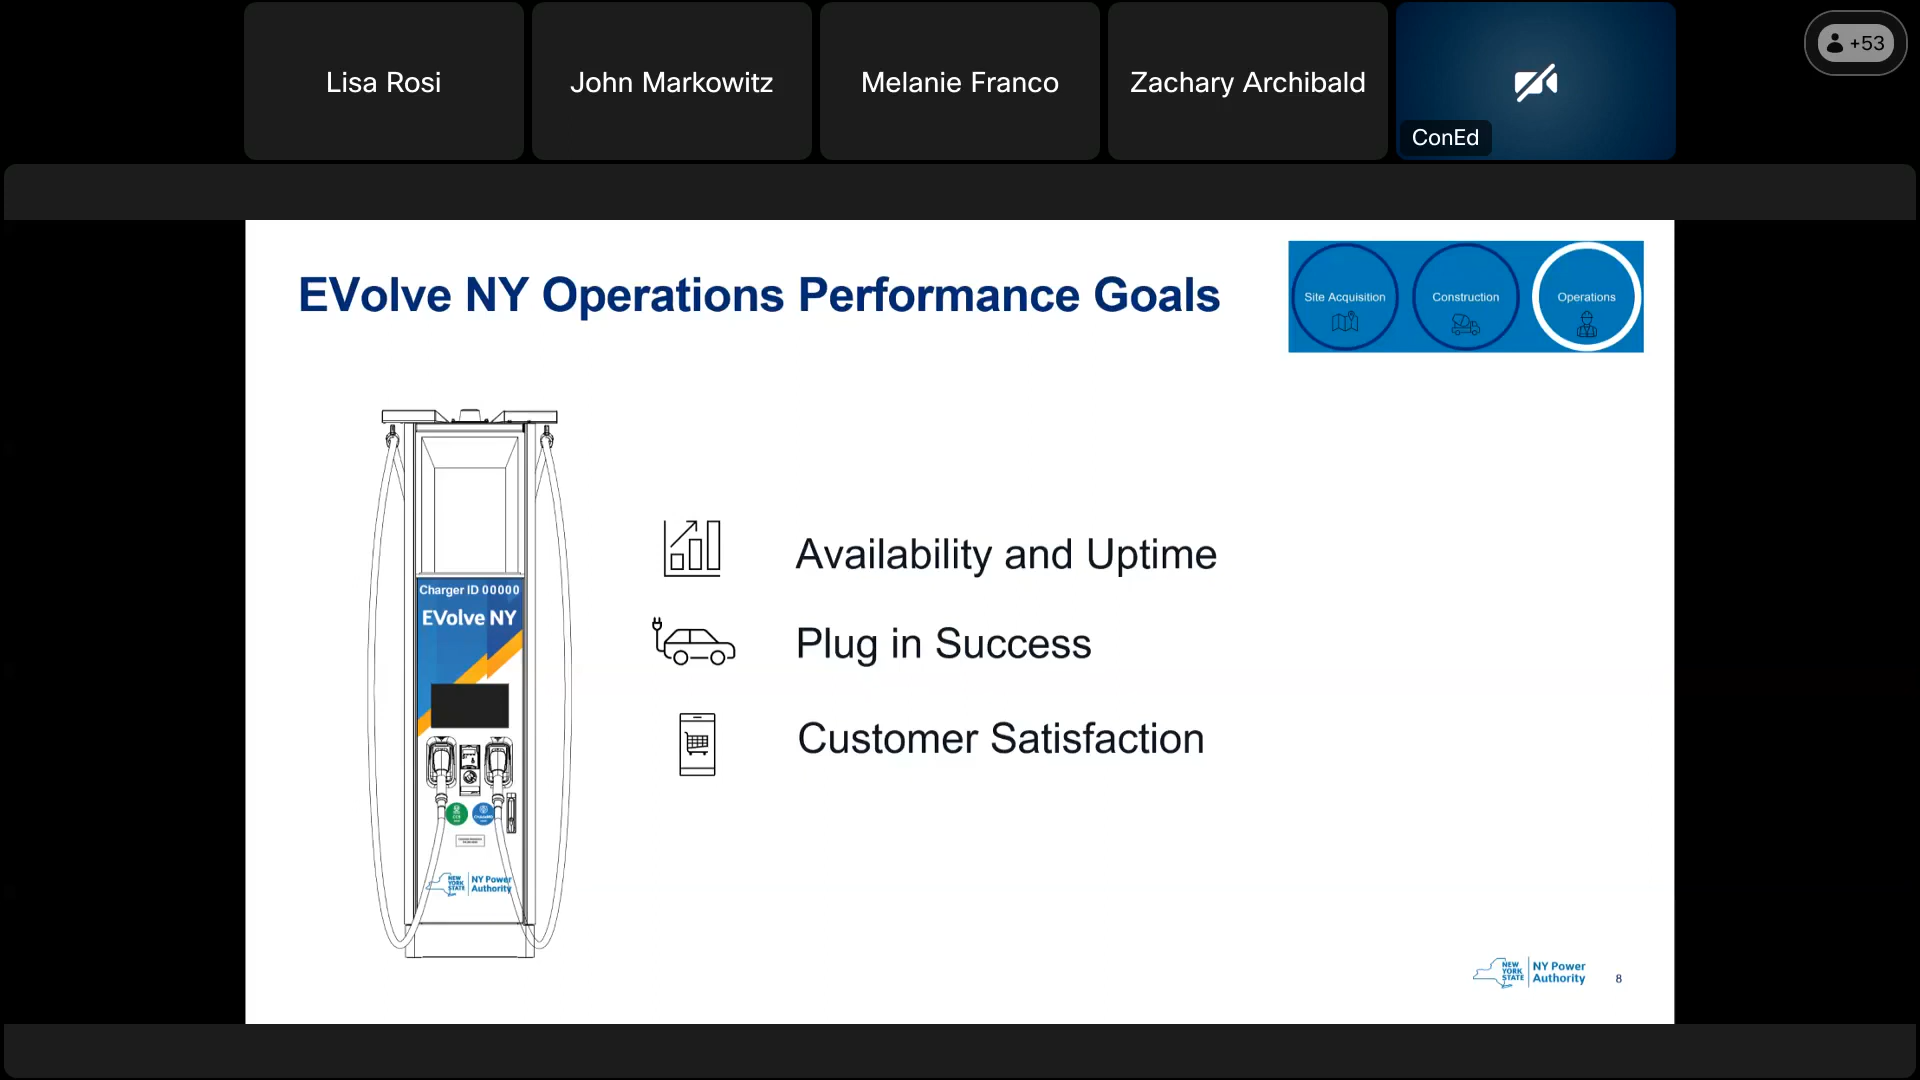 Lisa Rosi
John Markowitz
Melanie Franco
Zachary Archibald
ConEd
+53
EVolve NY Operations Performance Goals
Site Acquisition
Construction
Operations
Charger ID 00000
EVolve NY
Availability and Uptime
Plug in Success
Customer Satisfaction
NEW
YORK
STATE
NY Power
Authority
NEW
YORK
STATE
NY Power
Authority
8